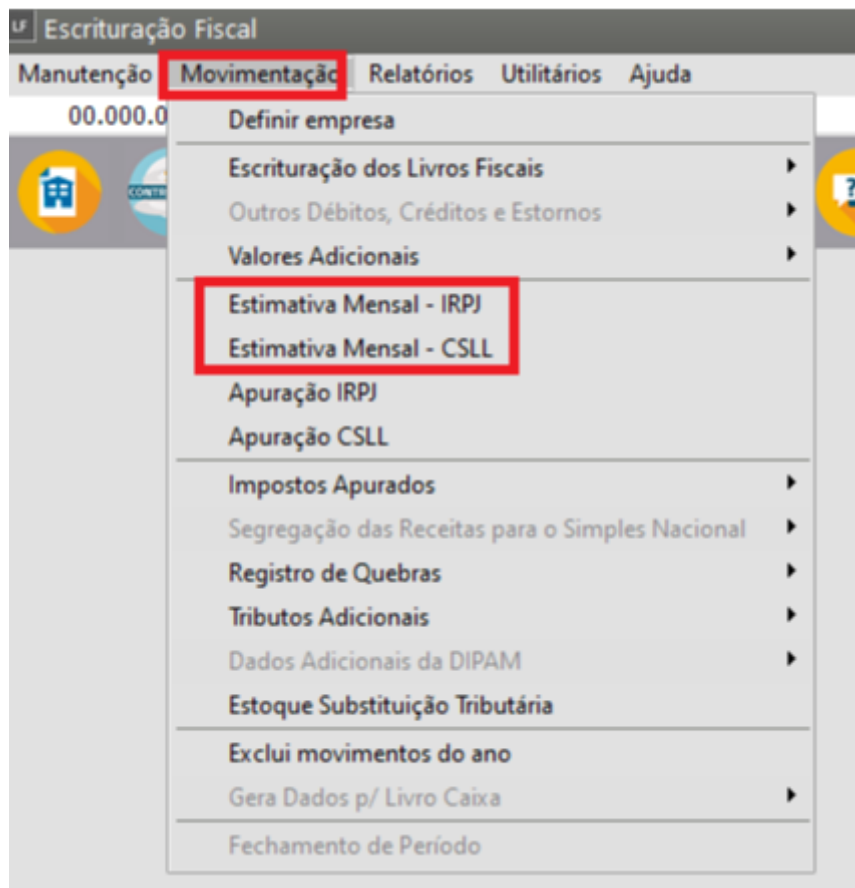 LF Escrituração Fiscal
Manutenção Movimentação Relatórios Utilitários Ajuda
00.000.0
Definir empresa
CONTR
?
Escrituração dos Livros Fiscais
Outros Débitos, Créditos e Estornos
Valores Adicionais
Estimativa Mensal - IRPJ
Estimativa Mensal - CSLL
Apuração IRPJ
Apuração CSLL
Impostos Apurados
Segregação das Receitas para o Simples Nacional
Registro de Quebras
Tributos Adicionais
Dados Adicionais da DIPAM
Estoque Substituição Tributária
Exclui movimentos do ano
Gera Dados p/ Livro Caixa
Fechamento de Período